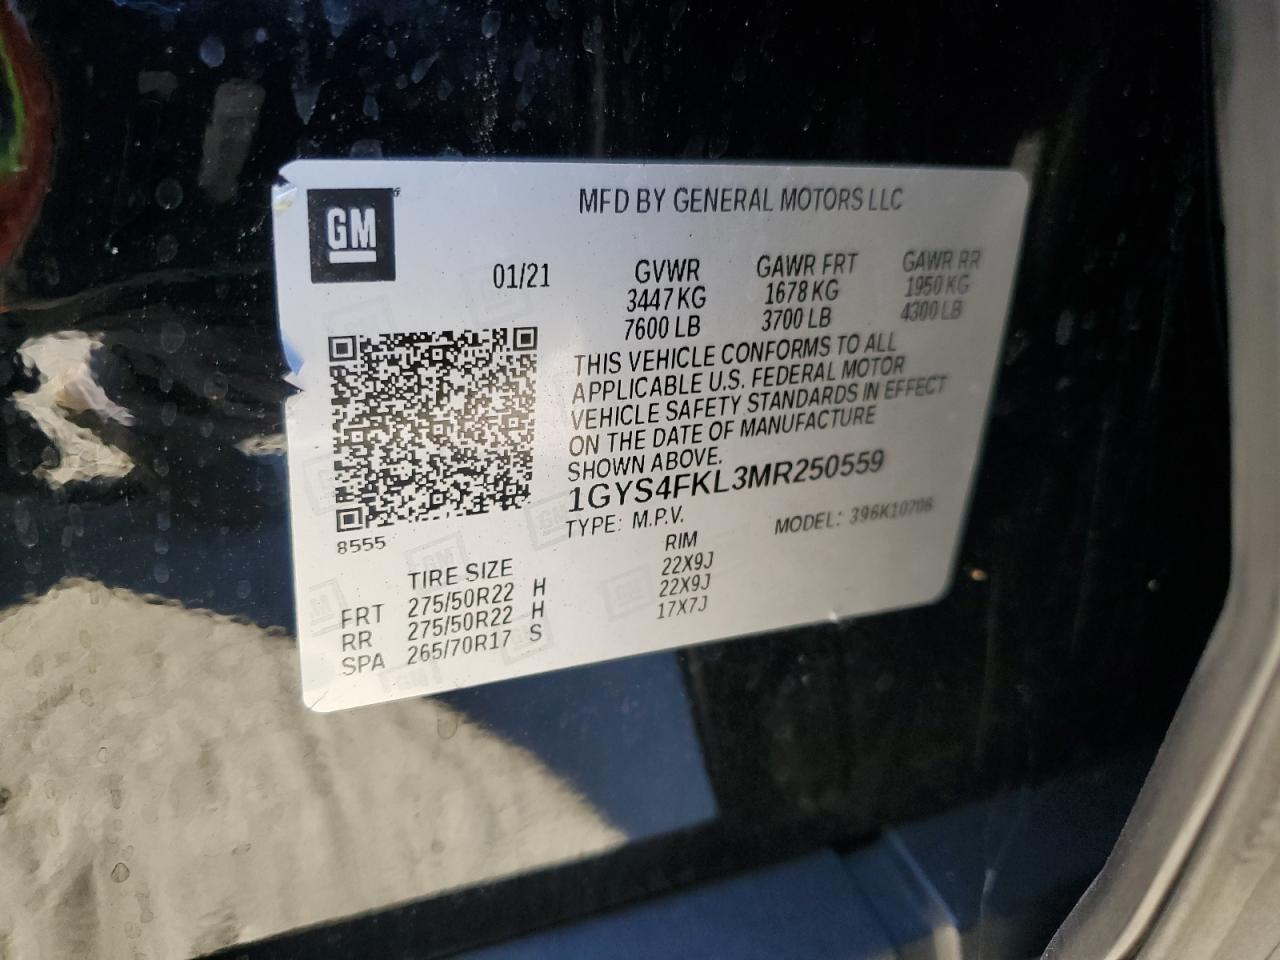 GM
MFD BY GENERAL MOTORS LLC
01/21
GVWR GAWR FRT GAWR RR
3447 KG 1678 KG 1950 KG
7600 LB 3700 LB 4300 LB
THIS VEHICLE CONFORMS TO ALL
APPLICABLE U.S. FEDERAL MOTOR
VEHICLE SAFETY STANDARDS IN EFFECT
ON THE DATE OF MANUFACTURE
SHOWN ABOVE.
1GYS4FKL3MR250559
TYPE: M.P.V. MODEL: 396K10706
8555
TIRE SIZE RIM
FRT 275/50R22 H 22X9J
RR 275/50R22 H 22X9J
SPA 265/70R17 S 17X7J